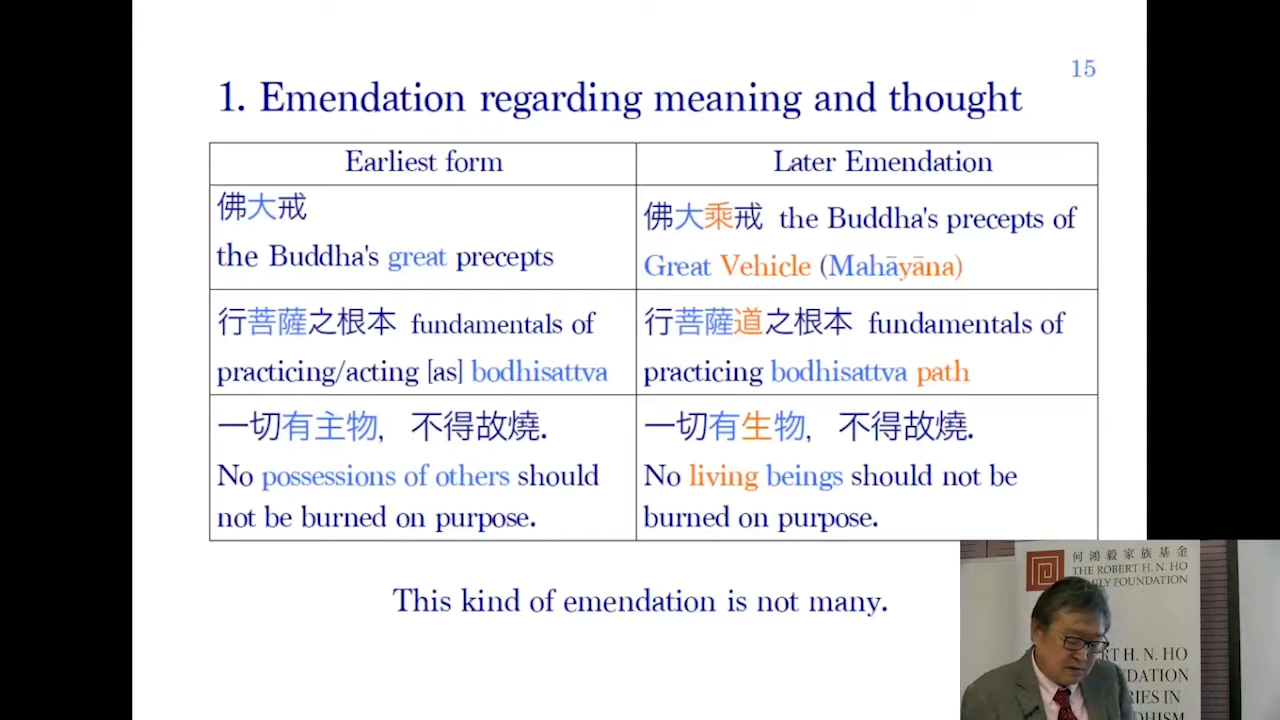 15
1. Emendation regarding meaning and thought
Earliest form
Later Emendation
佛大戒
the Buddha's great precepts
佛大乘戒 the Buddha's precepts of
Great Vehicle (Mahāyāna)
行菩薩之根本 fundamentals of
practicing/acting [as] bodhisattva
行菩薩道之根本 fundamentals of
practicing bodhisattva path
一切有主物, 不得故燒.
No possessions of others should
not be burned on purpose.
一切有生物, 不得故燒.
No living beings should not be
burned on purpose.
This kind of emendation is not many.
何鴻毅家族基金
THE ROBERT H. N. HO
FOUNDATION
RT H. N. HO
NDATION
RIES IN